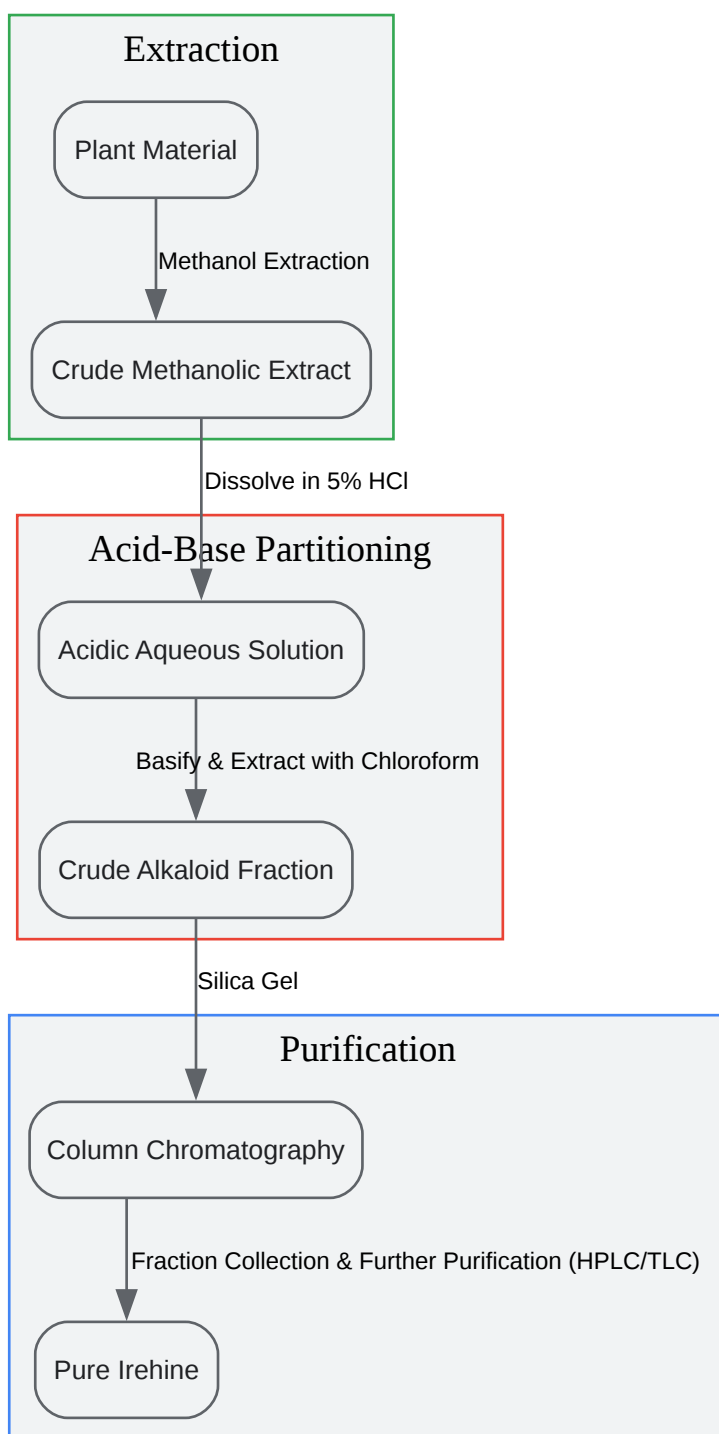 Extraction
Plant Material
Methanol Extraction
Crude Methanolic Extract
Dissolve in 5% HCl
Acid-Base Partitioning
Acidic Aqueous Solution
Basify & Extract with Chloroform
Crude Alkaloid Fraction
Silica Gel
Purification
Column Chromatography
Fraction Collection & Further Purification (HPLC/TLC)
Pure Irehine